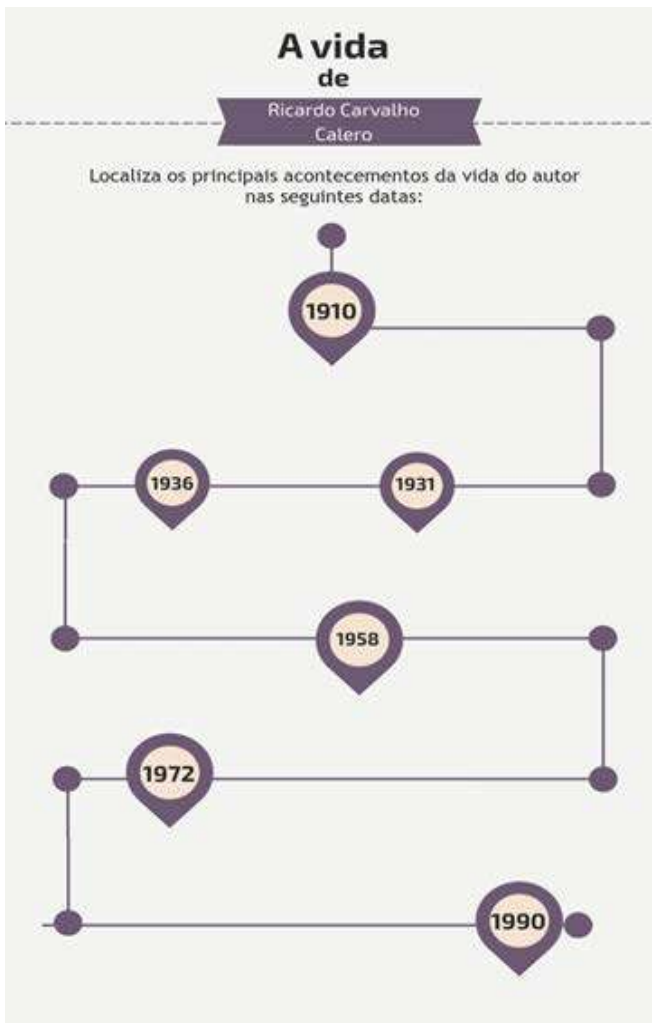 A vida
de
Ricardo Carvalho
Calero
Localiza os principais acontecementos da vida do autor
nas seguintes datas:
1910
1936
1931
1958
1972
1990